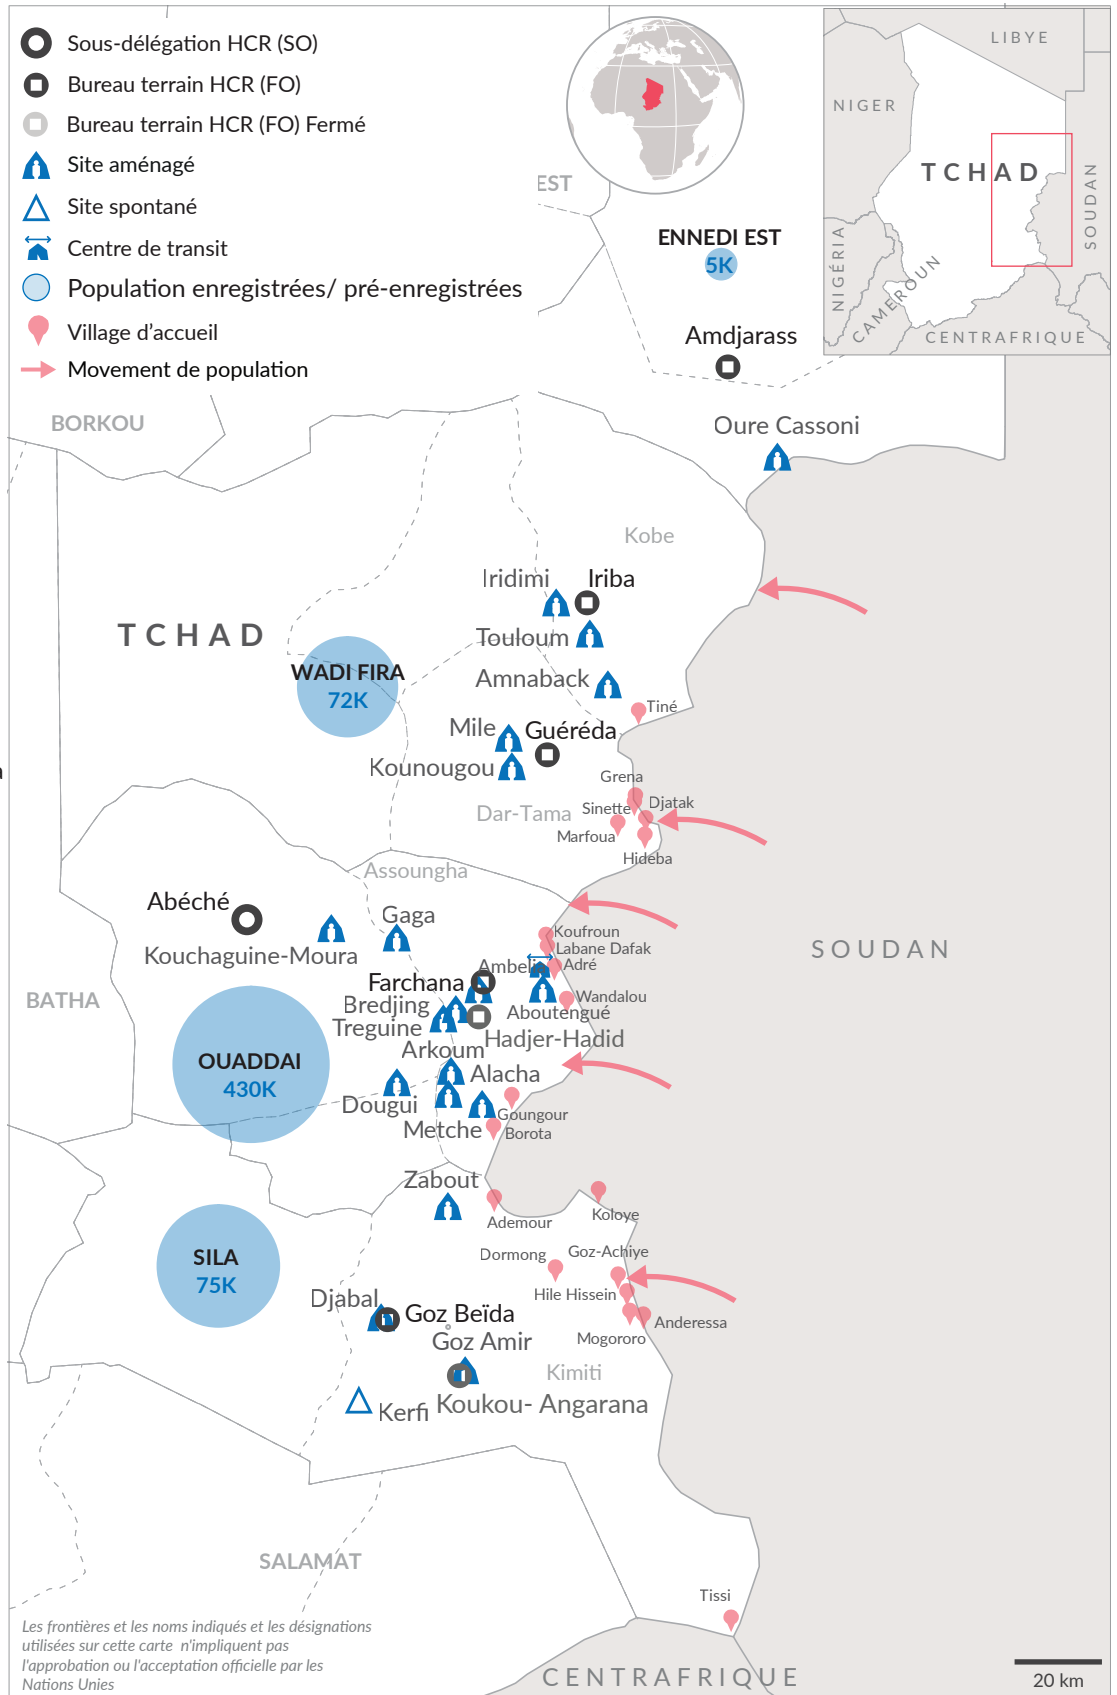 Sous-délégation HCR (SO)
Bureau terrain HCR (FO)
Bureau terrain HCR (FO) Fermé
Site aménagé
Site spontané
Centre de transit
Population enregistrées/ pré-enregistrées
Village d'accueil
Movement de population
LIBYE
NIGER
TCHAD
SOUDAN
NIGÉRIA
CAMEROUN
CENTRAFRIQUE
EST
ENNEDI EST
5K
Amdjarass
BORKOU
Oure Cassoni
Kobe
Iridimi
Iriba
TCHAD
Touloum
WADI FIRA
72K
Amnaback
Tiné
Mile
Guéréda
Kounougou
Grena
Sinette
Djatak
Dar-Tama
Marfoua
Hideba
Assoungha
Abéché
Gaga
Koufroun
Kouchaguine-Moura
Labane Dafak
SOUDAN
Ambelia
Adré
Farchana
BATHA
Bredjing
Wandalou
Aboutengué
Treguine
Hadjer-Hadid
Arkoum
OUADDAI
430K
Alacha
Dougui
Goungour
Metche
Borota
Zabout
Ademour
Koloye
SILA
75K
Dormong
Goz-Achiye
Hile Hissein
Djabal
Goz Beïda
Anderessa
Mogororo
Goz Amir
Kimiti
Kerfi
Koukou- Angarana
SALAMAT
Tissi
Les frontières et les noms indiqués et les désignations
utilisées sur cette carte n'impliquent pas
l'approbation ou l'acceptation officielle par les
Nations Unies
CENTRAFRIQUE
20 km